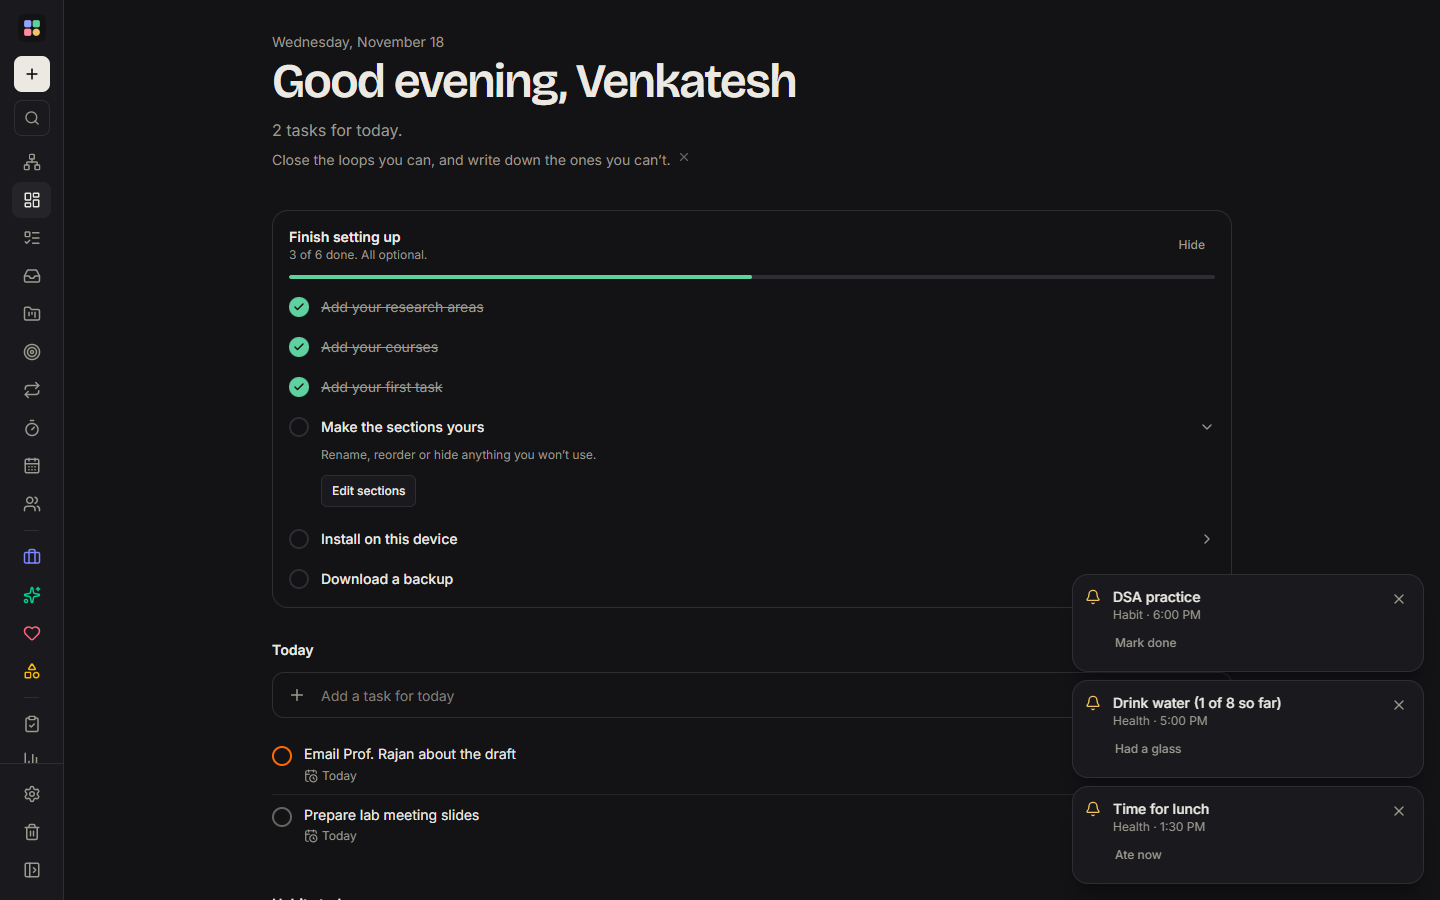 Wednesday, November 18
Good evening, Venkatesh
2 tasks for today.
Close the loops you can, and write down the ones you can't.
Finish setting up
3 of 6 done. All optional.
Hide
Add your research areas
Add your courses
Add your first task
Make the sections yours
Rename, reorder or hide anything you won't use.
Edit sections
Install on this device
Download a backup
Today
Add a task for today
Email Prof. Rajan about the draft
Today
Prepare lab meeting slides
Today
DSA practice
Habit · 6:00 PM
Mark done
Drink water (1 of 8 so far)
Health · 5:00 PM
Had a glass
Time for lunch
Health · 1:30 PM
Ate now